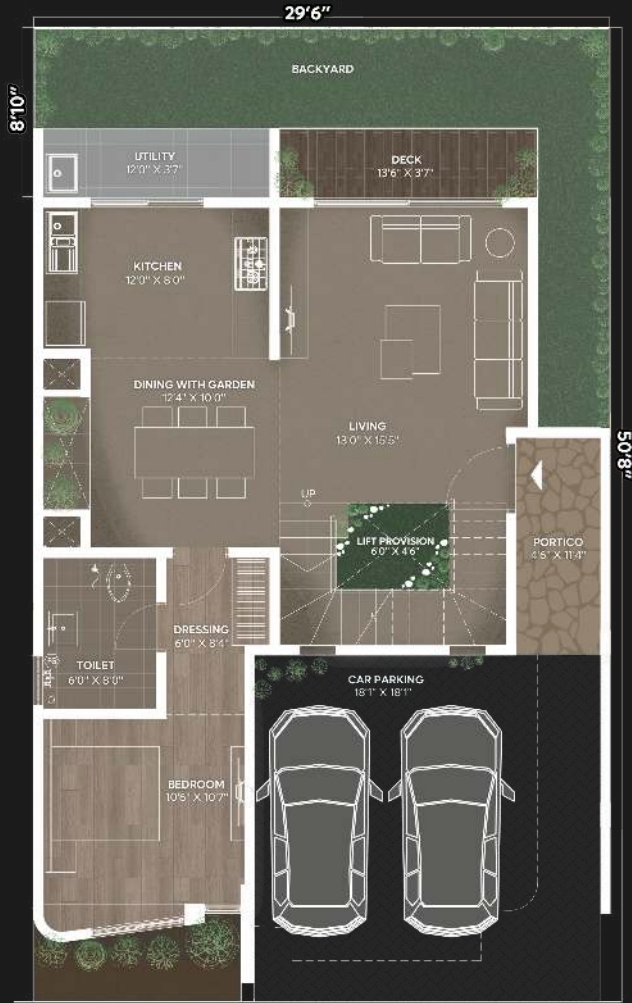 29'6"
8'10"
BACKYARD
UTILITY
12'0" X 3'7"
DECK
13'6" X 3'7"
KITCHEN
12'0" X 8'0"
DINING WITH GARDEN
12'4" X 10'0"
LIVING
13'0" X 15'5"
50'8"
UP
LIFT PROVISION
6'0" X 4'6"
PORTICO
4'6" X 11'4"
DRESSING
6'0" X 8'4"
TOILET
6'0" X 8'0"
CAR PARKING
18'1" X 18'1"
BEDROOM
10'6" X 10'7"